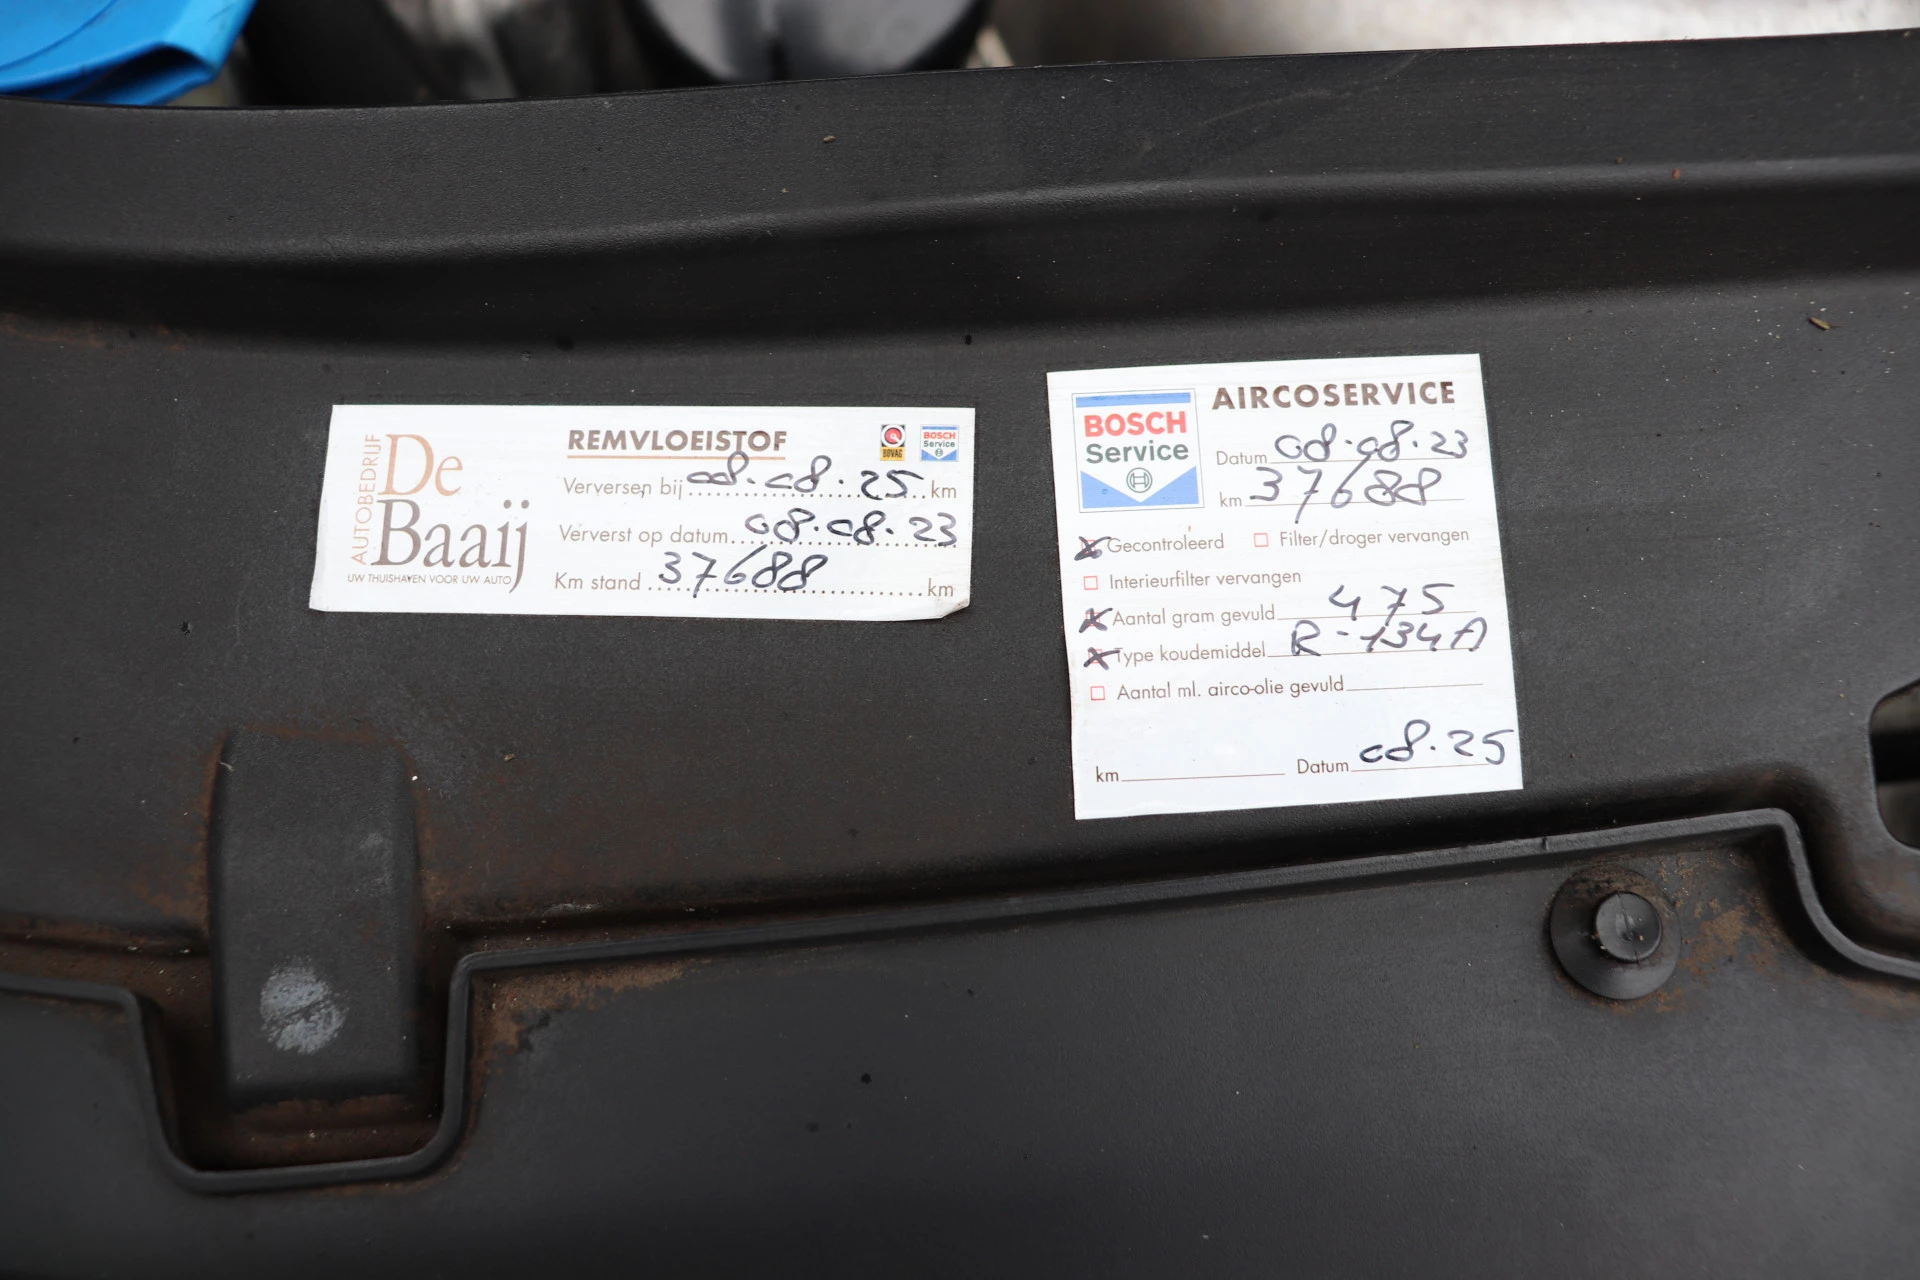 AUTOBEDRIJF
De
Baaij
UW THUISHAVEN VOOR UW AUTO
REMVLOEISTOF
BOVAG
BOSCH
Service
Verversen bij 08.08.25 km
Ververst op datum 08.08.23
Km stand 37688 km
BOSCH
Service
AIRCOSERVICE
Datum 08.08.23
km 37688
Gecontroleerd Filter/droger vervangen
Interieurfilter vervangen
Aantal gram gevuld 475
Type koudemiddel R-134A
Aantal ml. airco-olie gevuld
km Datum 08.25